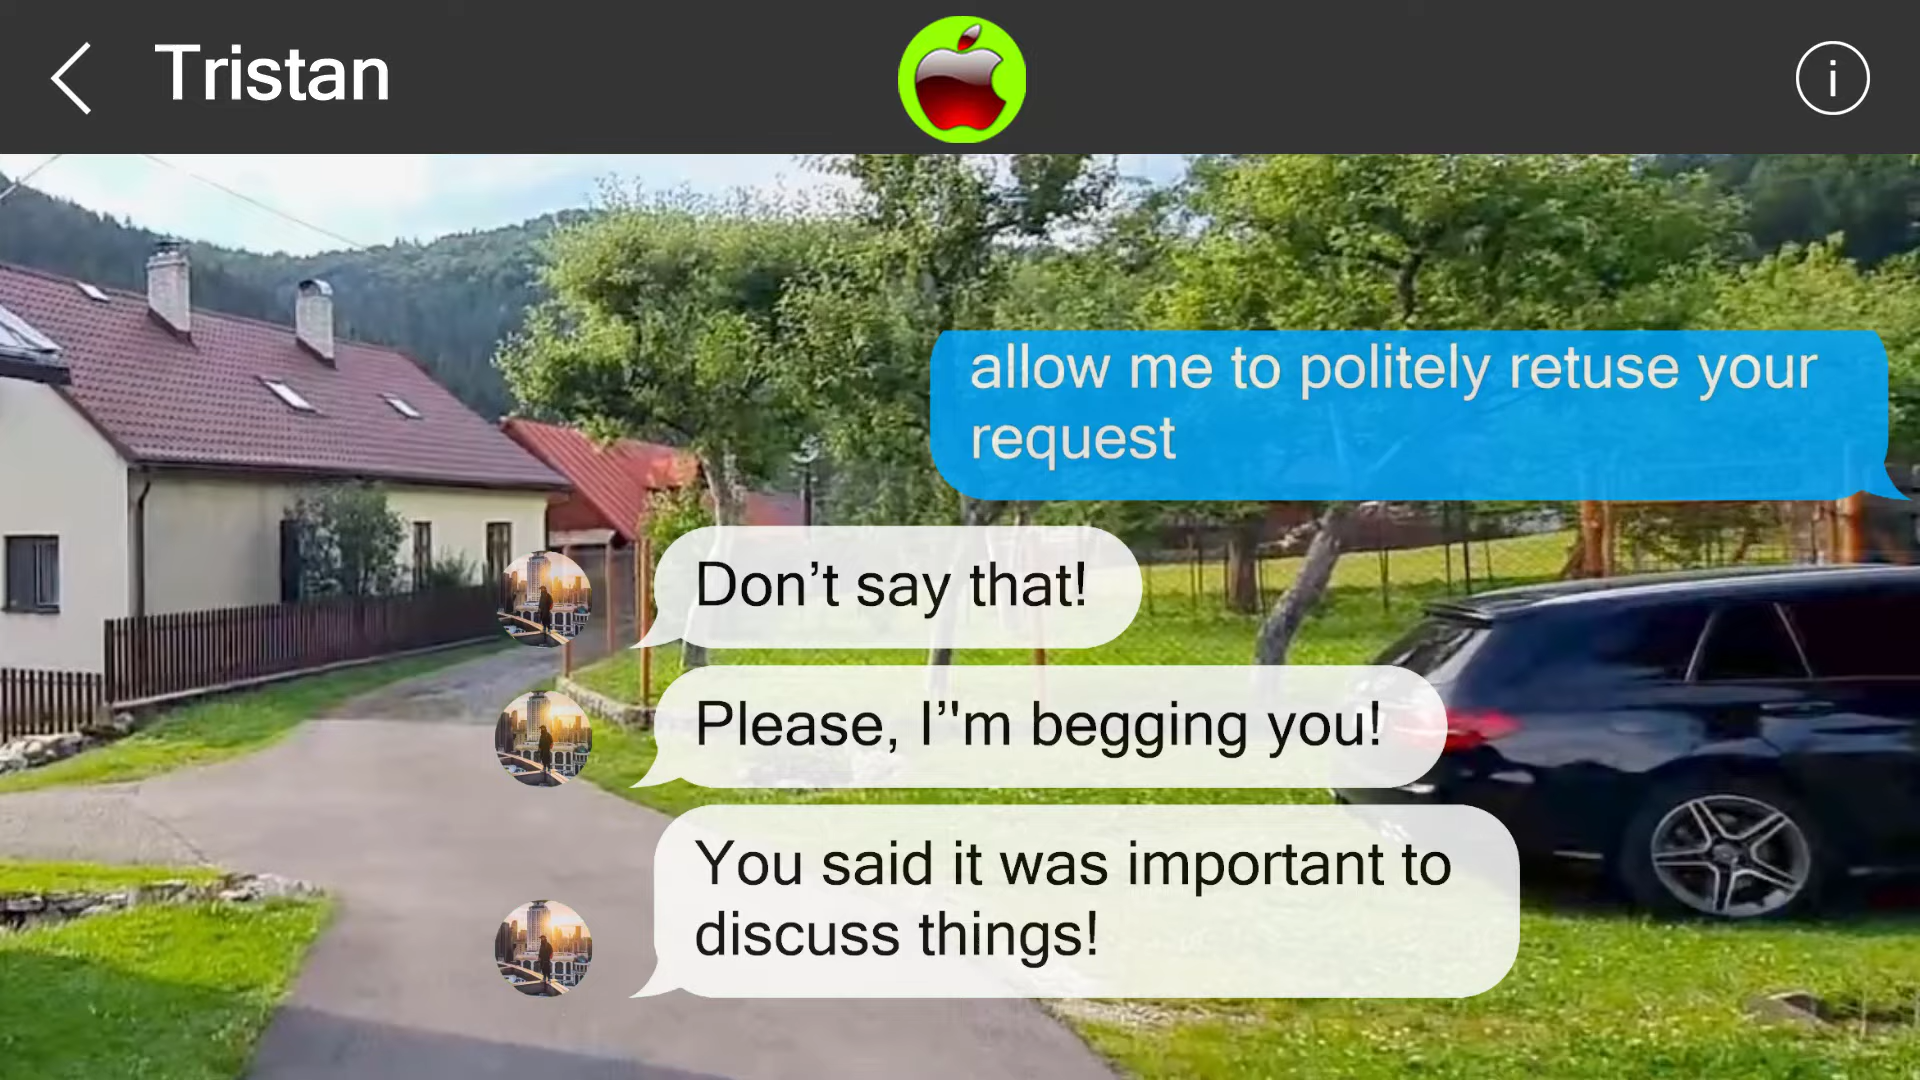 Tristan
i
allow me to politely retuse your
request
Don’t say that!
Please, I’'m begging you!
You said it was important to
discuss things!